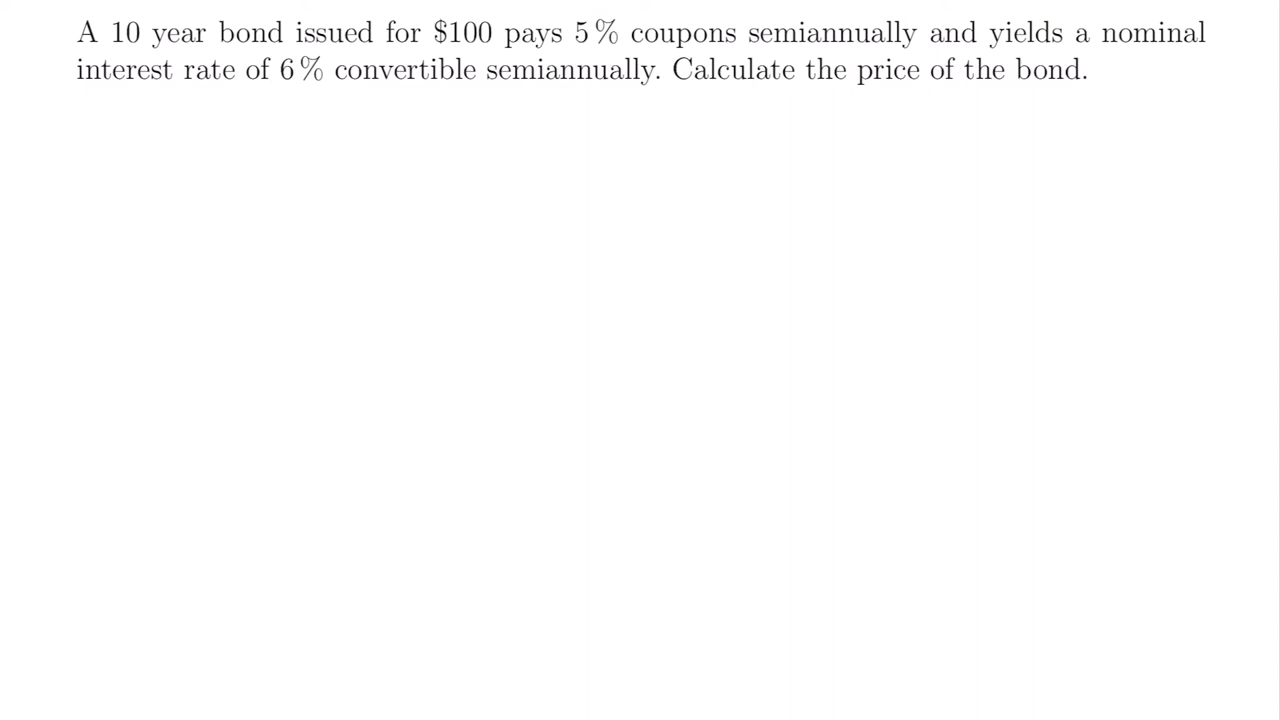 A 10 year bond issued for $100 pays 5 % coupons semiannually and yields a nominal
interest rate of 6 % convertible semiannually. Calculate the price of the bond.